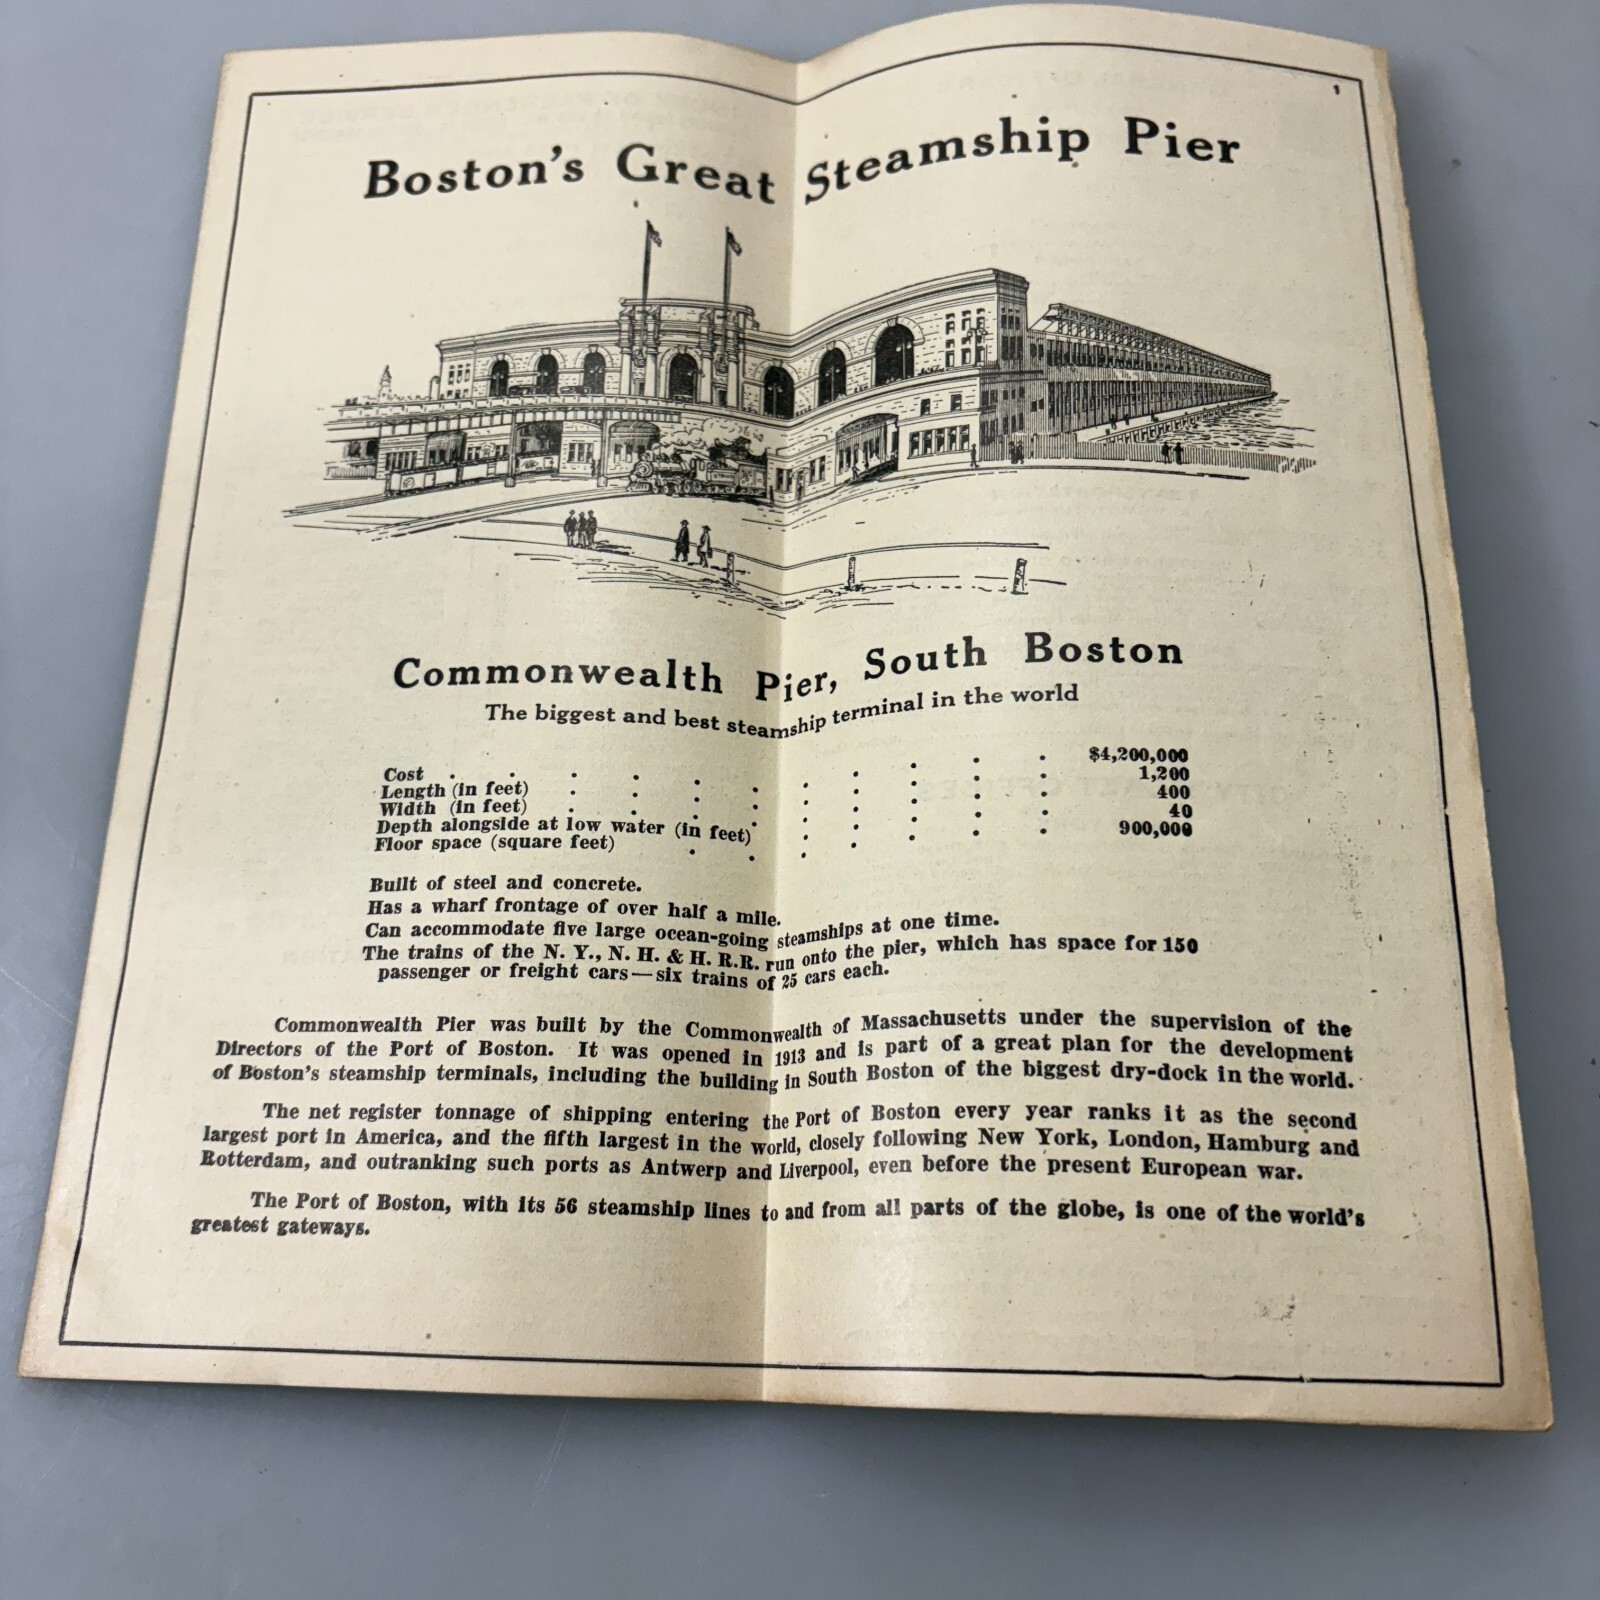 Boston's Great Steamship Pier
Commonwealth Pier, South Boston
The biggest and best steamship terminal in the world
Cost . . . . . . . . . . $4,200,000
Length (in feet) . . . . . . . . 1,200
Width (in feet) . . . . . . . . 400
Depth alongside at low water (in feet) . . . . . 40
Floor space (square feet) . . . . . . 900,000
Built of steel and concrete.
Has a wharf frontage of over half a mile.
Can accommodate five large ocean-going steamships at one time.
The trains of the N. Y., N. H. & H. R.R. run onto the pier, which has space for 150
passenger or freight cars—six trains of 25 cars each.
Commonwealth Pier was built by the Commonwealth of Massachusetts under the supervision of the
Directors of the Port of Boston. It was opened in 1913 and is part of a great plan for the development
of Boston's steamship terminals, including the building in South Boston of the biggest dry-dock in the world.
The net register tonnage of shipping entering the Port of Boston every year ranks it as the second
largest port in America, and the fifth largest in the world, closely following New York, London, Hamburg and
Rotterdam, and outranking such ports as Antwerp and Liverpool, even before the present European war.
The Port of Boston, with its 56 steamship lines to and from all parts of the globe, is one of the world's
greatest gateways.